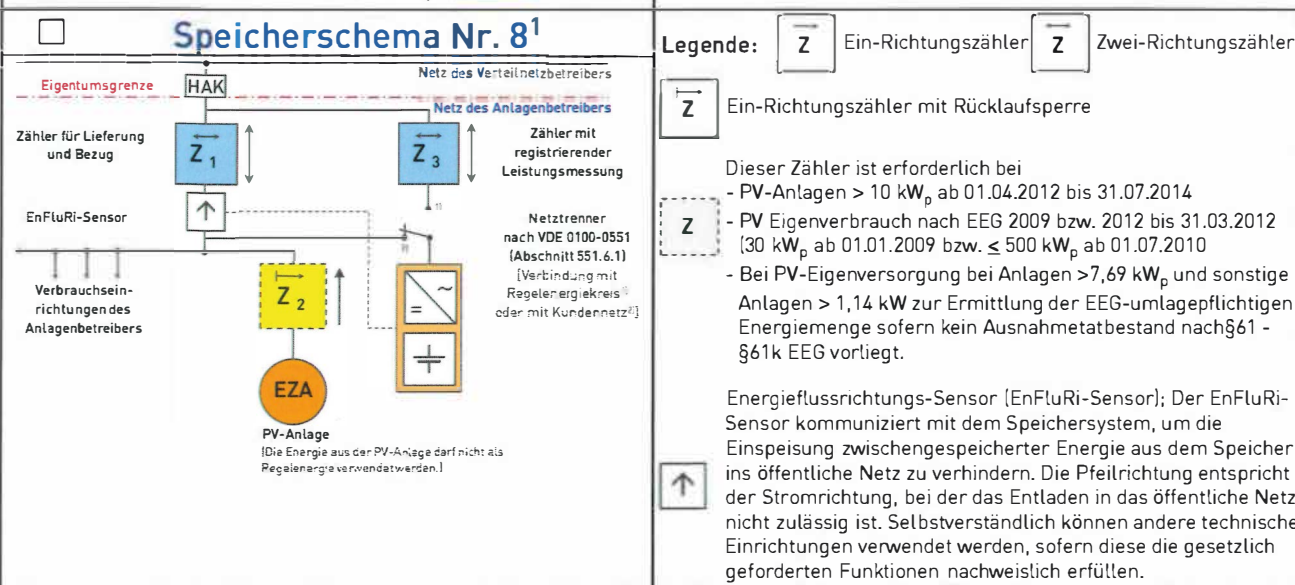 Speicherschema Nr. 8¹
Netz des Verteilnetzbetreibers
Eigentumsgrenze
HAK
Netz des Anlagenbetreibers
Zähler für Lieferung
und Bezug
Z 1
Z 3
Zähler mit
registrierender
Leistungsmessung
1)
EnFluRi-Sensor
2)
Netztrenner
nach VDE 0100-0551
(Abschnitt 551.6.1)
[Verbindung mit
Regelenergiekreis¹⁾
oder mit Kundennetz²⁾]
Verbrauchsein-
richtungen des
Anlagenbetreibers
Z 2
EZA
PV-Anlage
(Die Energie aus der PV-Anlage darf nicht als
Regelenergie verwendet werden.)
Legende:
Z Ein-Richtungszähler
Z Zwei-Richtungszähler
Z Ein-Richtungszähler mit Rücklaufsperre
Z
Dieser Zähler ist erforderlich bei
- PV-Anlagen > 10 kWp ab 01.04.2012 bis 31.07.2014
- PV Eigenverbrauch nach EEG 2009 bzw. 2012 bis 31.03.2012
(30 kWp ab 01.01.2009 bzw. ≤ 500 kWp ab 01.07.2010
- Bei PV-Eigenversorgung bei Anlagen >7,69 kWp und sonstige
Anlagen > 1,14 kW zur Ermittlung der EEG-umlagepflichtigen
Energiemenge sofern kein Ausnahmetatbestand nach§61 -
§61k EEG vorliegt.
Energieflussrichtungs-Sensor (EnFluRi-Sensor); Der EnFluRi-
Sensor kommuniziert mit dem Speichersystem, um die
Einspeisung zwischengespeicherter Energie aus dem Speicher
ins öffentliche Netz zu verhindern. Die Pfeilrichtung entspricht
der Stromrichtung, bei der das Entladen in das öffentliche Netz
nicht zulässig ist. Selbstverständlich können andere technische
Einrichtungen verwendet werden, sofern diese die gesetzlich
geforderten Funktionen nachweislich erfüllen.